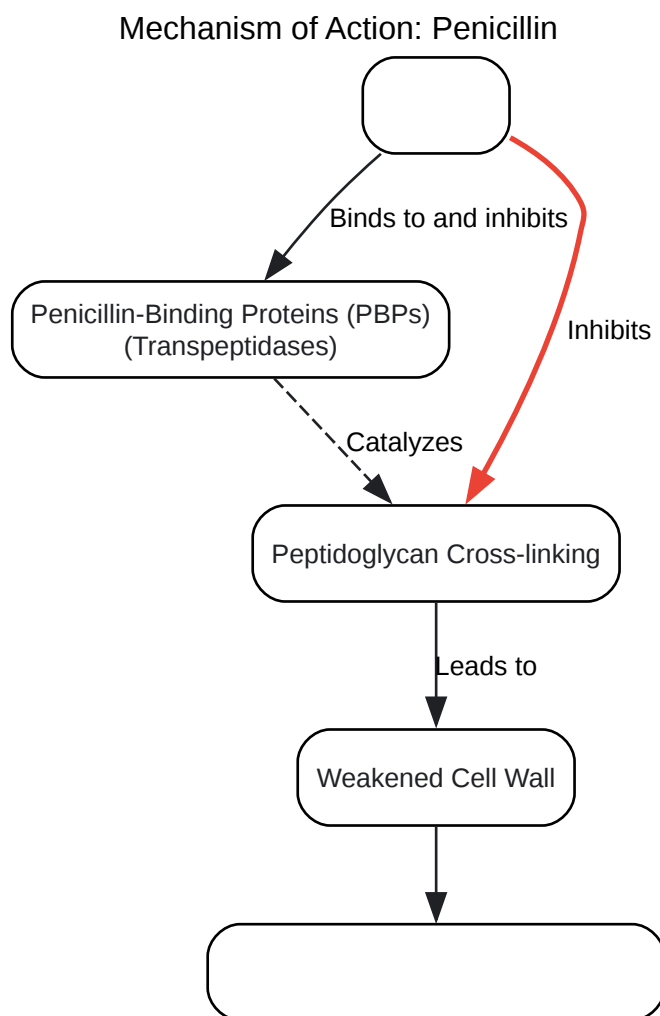 Mechanism of Action: Penicillin
Binds to and inhibits
Penicillin-Binding Proteins (PBPs)
(Transpeptidases)
Inhibits
Catalyzes
Peptidoglycan Cross-linking
Leads to
Weakened Cell Wall